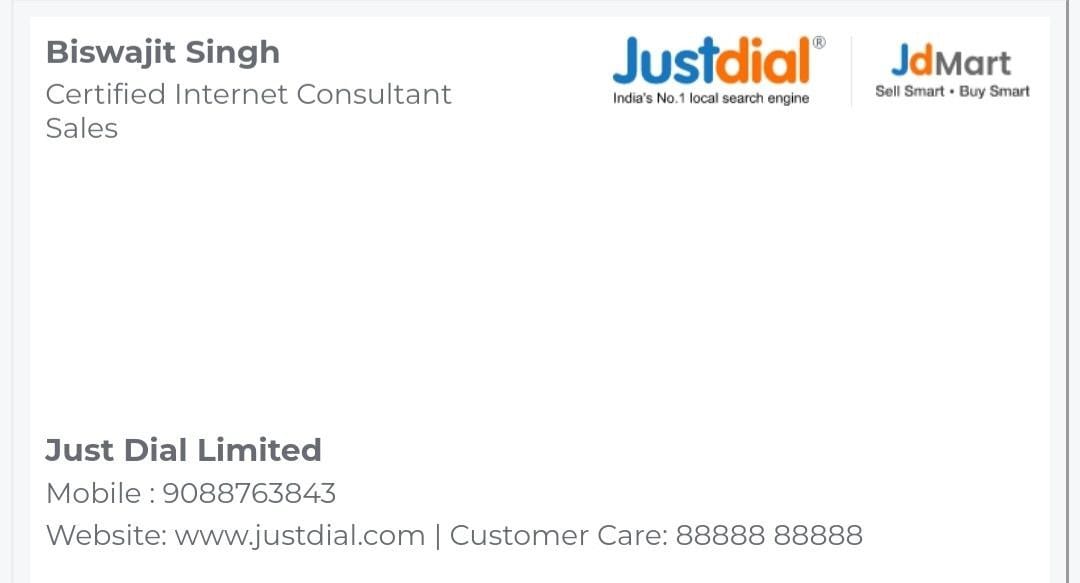 Biswajit Singh
Certified Internet Consultant
Sales
Justdial®
India's No.1 local search engine
JdMart
Sell Smart • Buy Smart
Just Dial Limited
Mobile : 9088763843
Website: www.justdial.com | Customer Care: 88888 88888